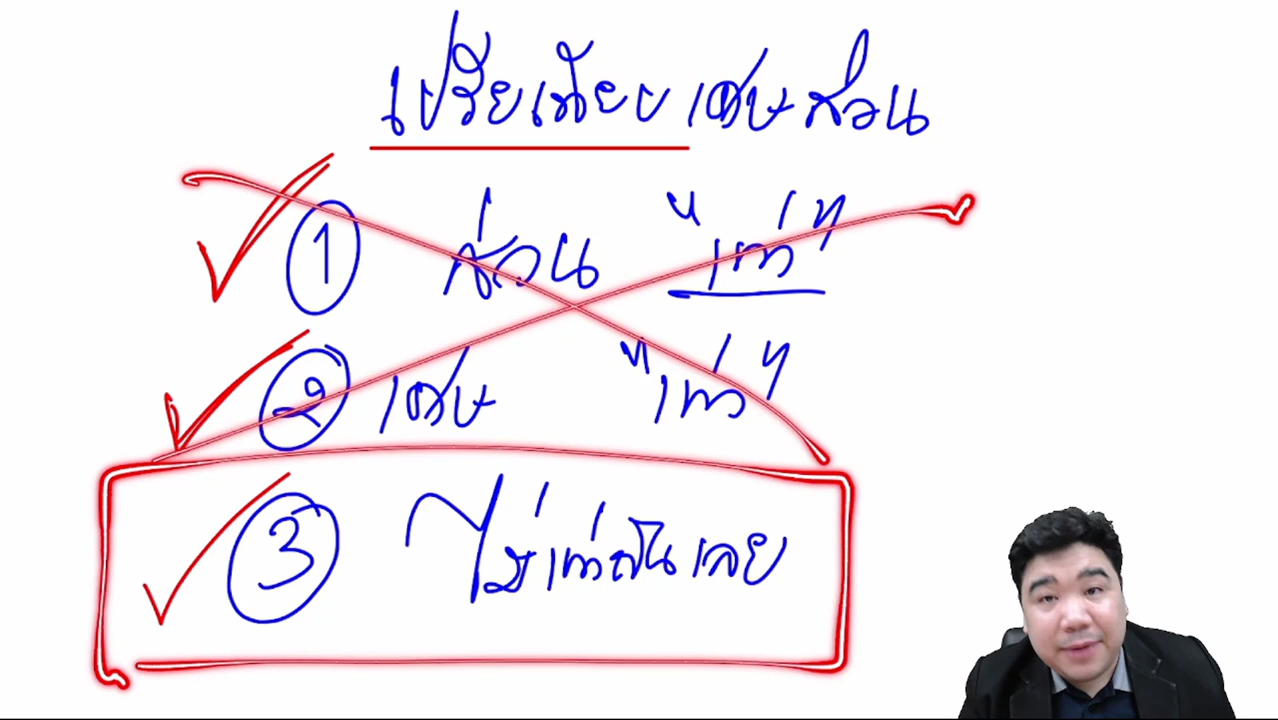 เปรียบเทียบเศษส่วน
1 ส่วน "เท่า"
2 เศษ "เท่า"
3 ไม่เท่ากันเลย